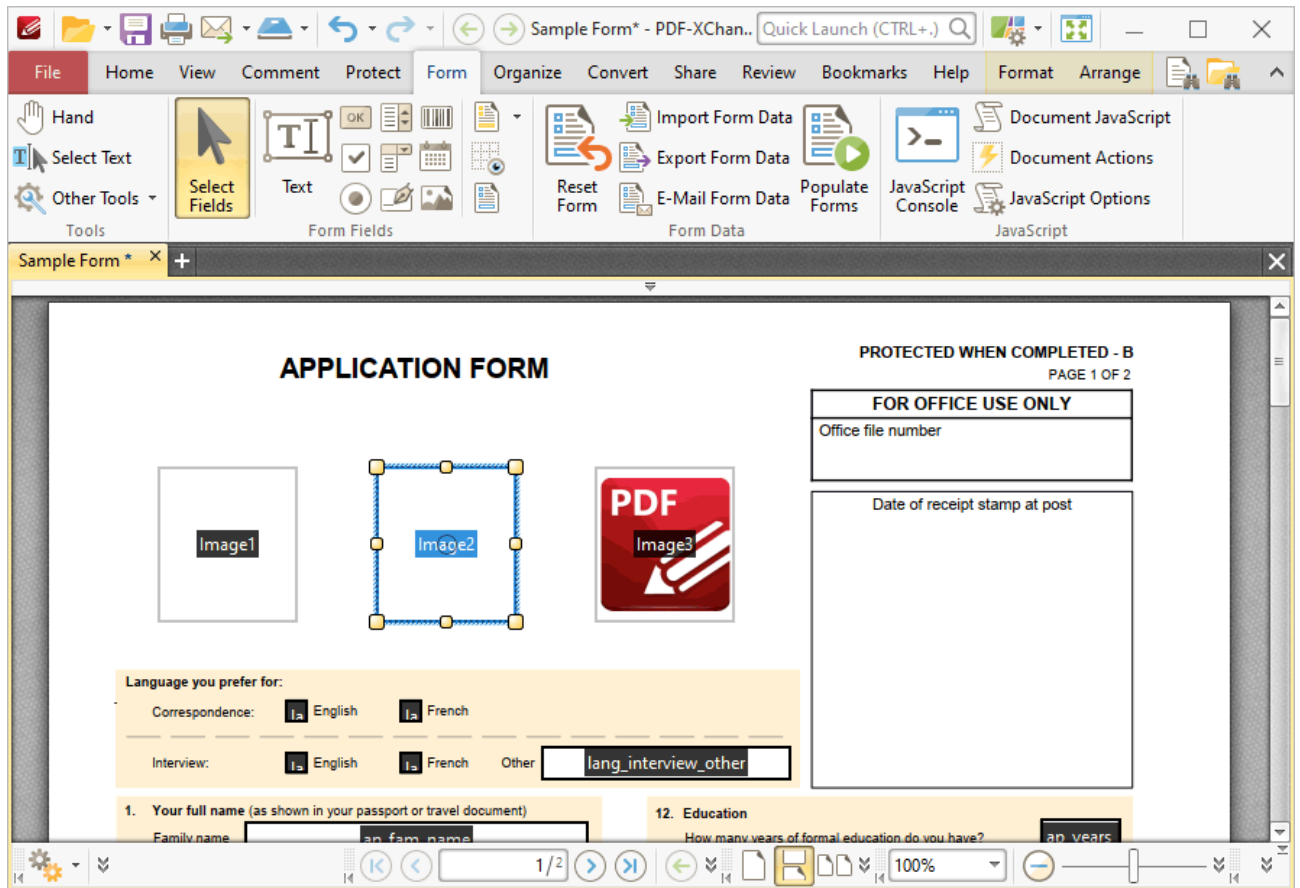 Sample Form* - PDF-XChan..
Quick Launch (CTRL+.)
File Home View Comment Protect Form Organize Convert Share Review Bookmarks Help Format Arrange
Hand
Select Text
Other Tools
Tools
Select Fields
Text
OK
Form Fields
Reset Form
Import Form Data
Export Form Data
E-Mail Form Data
Populate Forms
Form Data
JavaScript Console
Document JavaScript
Document Actions
JavaScript Options
JavaScript
Sample Form *
APPLICATION FORM
PROTECTED WHEN COMPLETED - B
PAGE 1 OF 2
FOR OFFICE USE ONLY
Office file number
Date of receipt stamp at post
Image1
Image2
PDF
Image3
Language you prefer for:
Correspondence: la English la French
Interview: la English la French Other lang_interview_other
1. Your full name (as shown in your passport or travel document)
Family name ap_fam_name
12. Education
How many years of formal education do you have? ap_years
1/2
100%